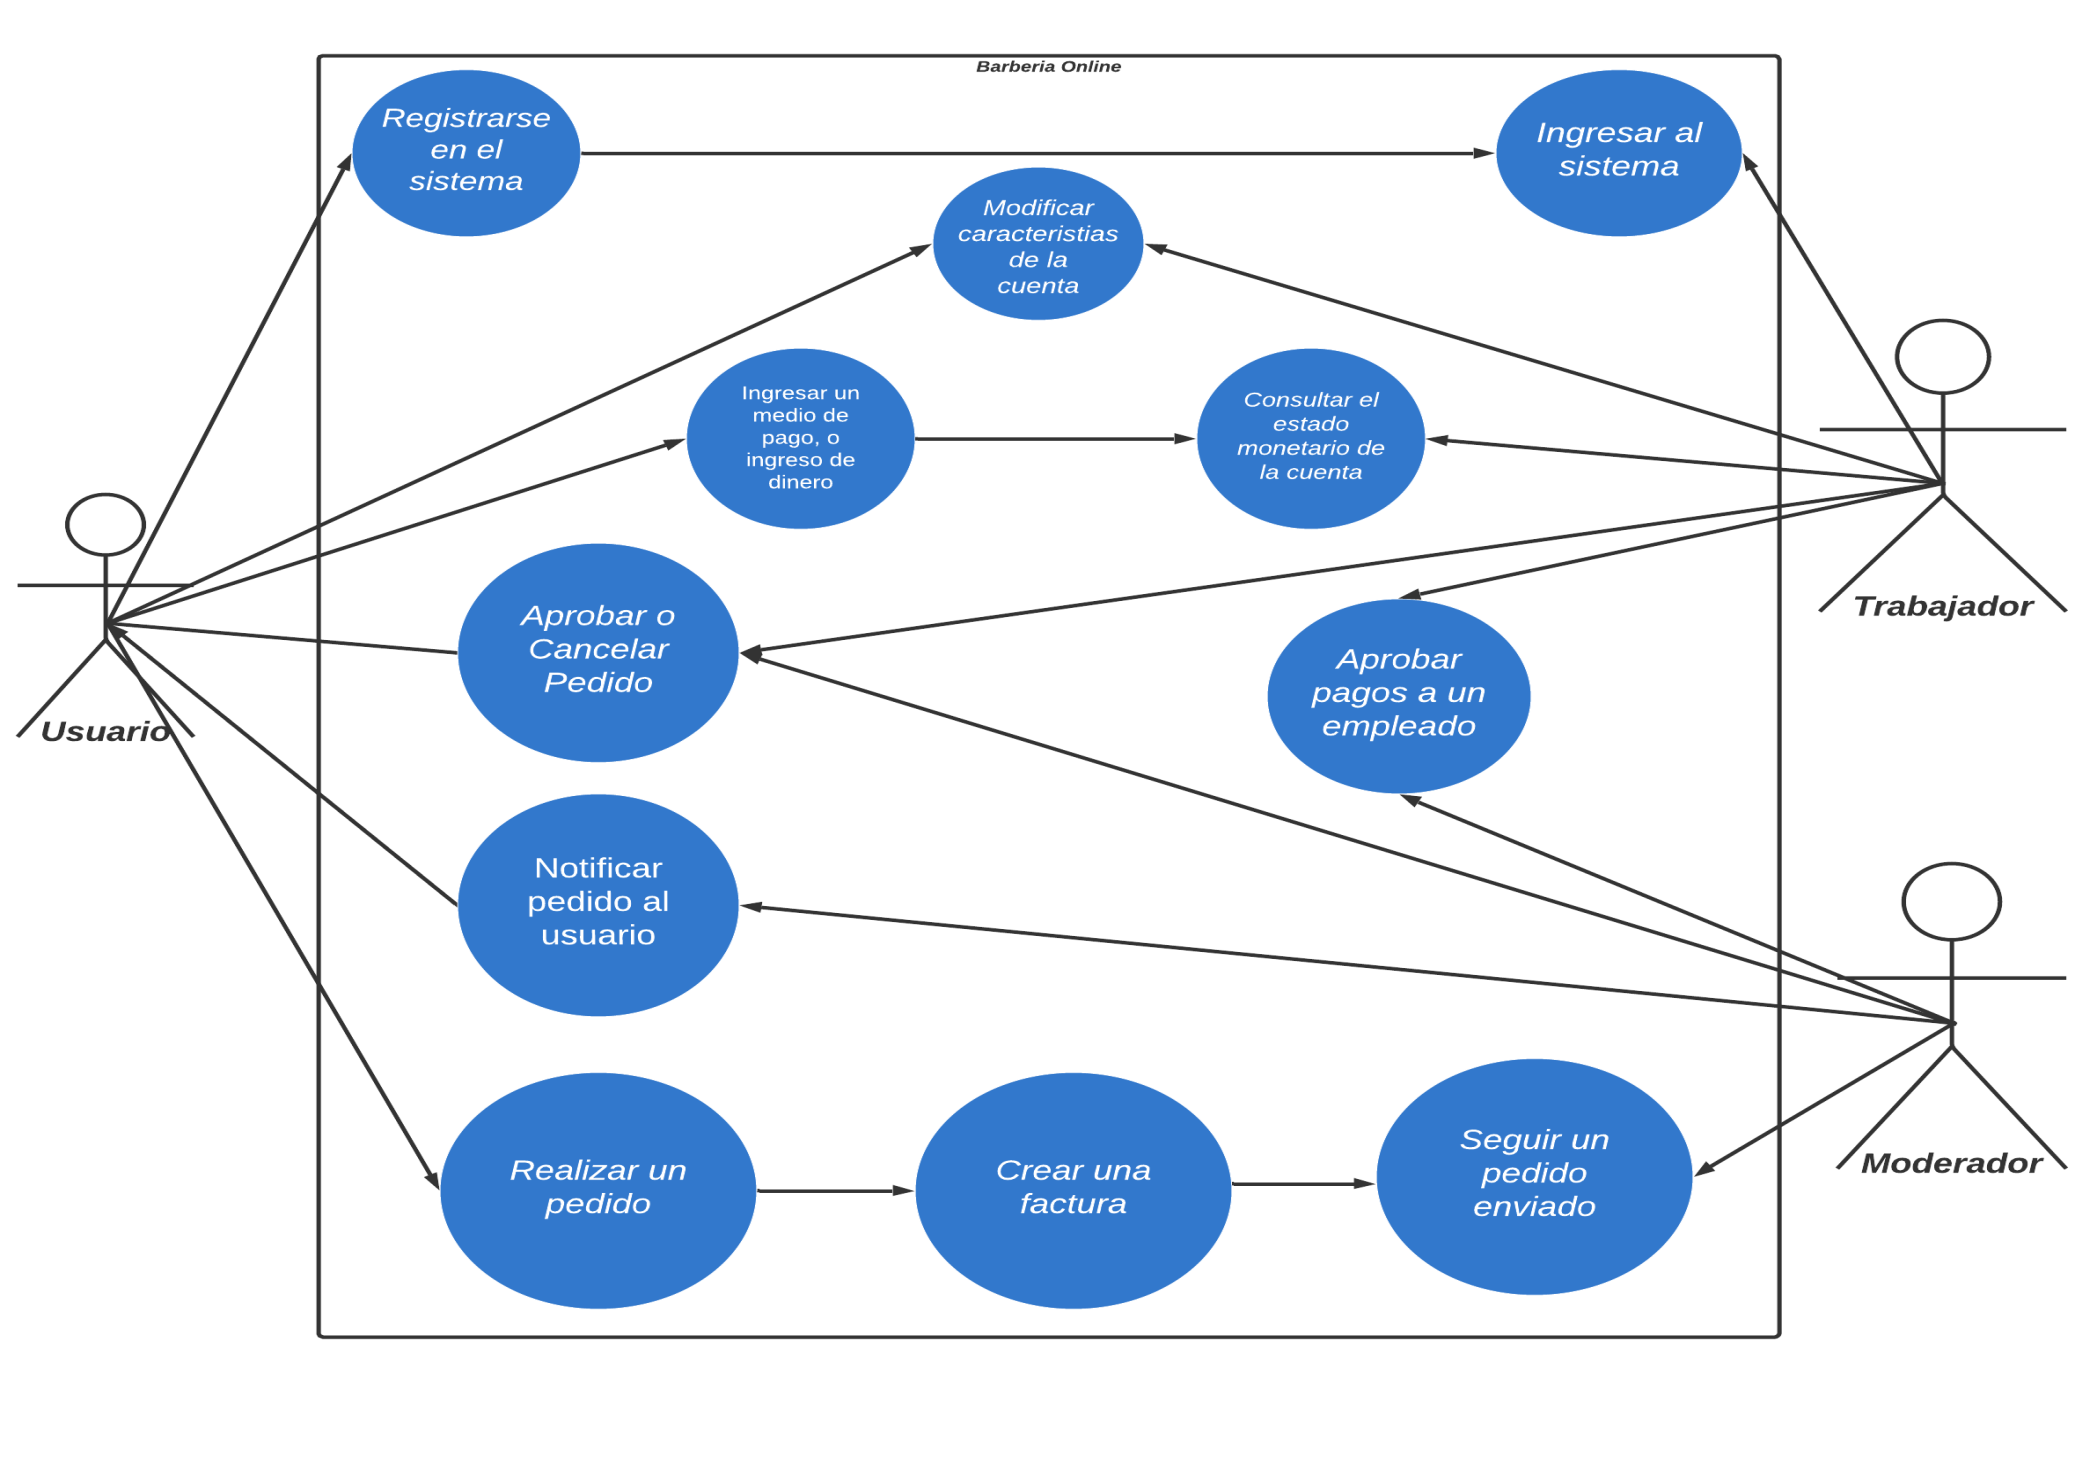 Barberia Online
Registrarse
en el
sistema
Ingresar al
sistema
Modificar
caracteristias
de la
cuenta
Ingresar un
medio de
pago, o
ingreso de
dinero
Consultar el
estado
monetario de
la cuenta
Usuario
Trabajador
Aprobar o
Cancelar
Pedido
Aprobar
pagos a un
empleado
Notificar
pedido al
usuario
Moderador
Realizar un
pedido
Crear una
factura
Seguir un
pedido
enviado